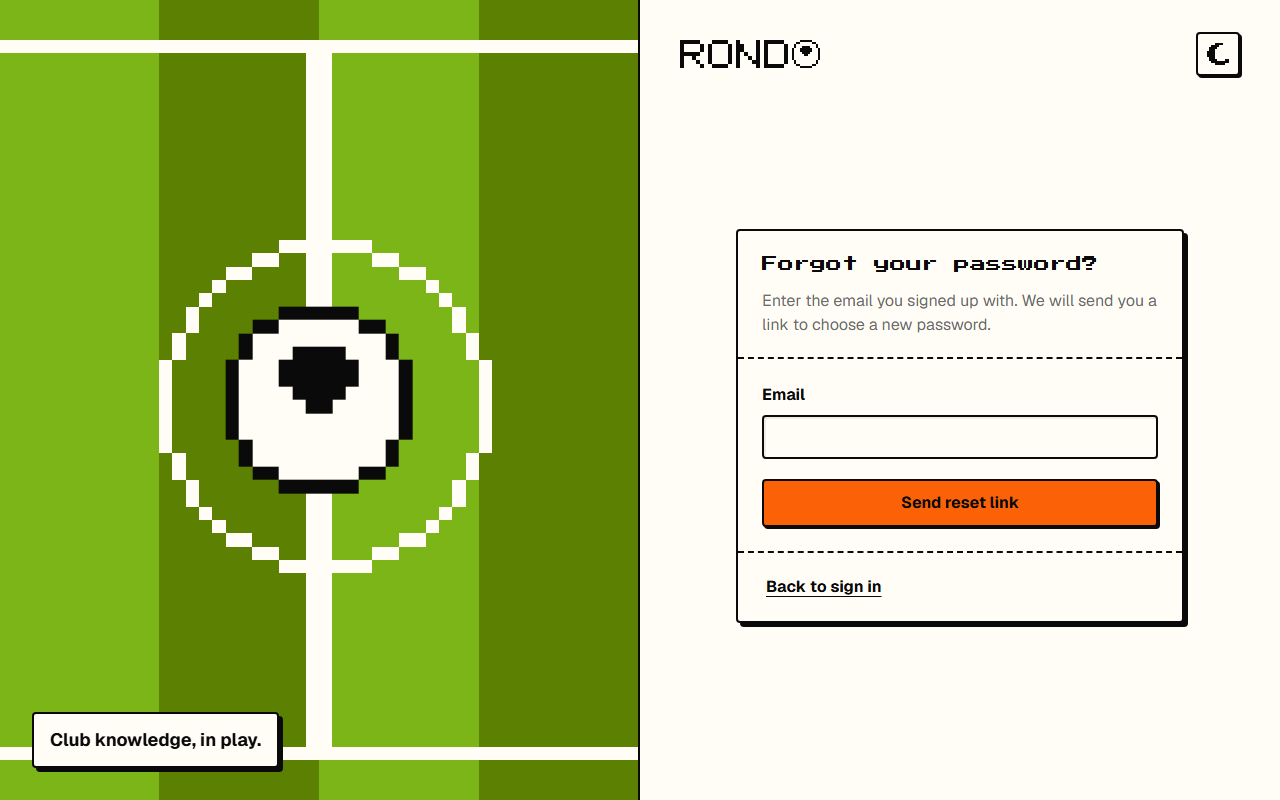 RONDO
Forgot your password?
Enter the email you signed up with. We will send you a
link to choose a new password.
Email
Send reset link
Back to sign in
Club knowledge, in play.